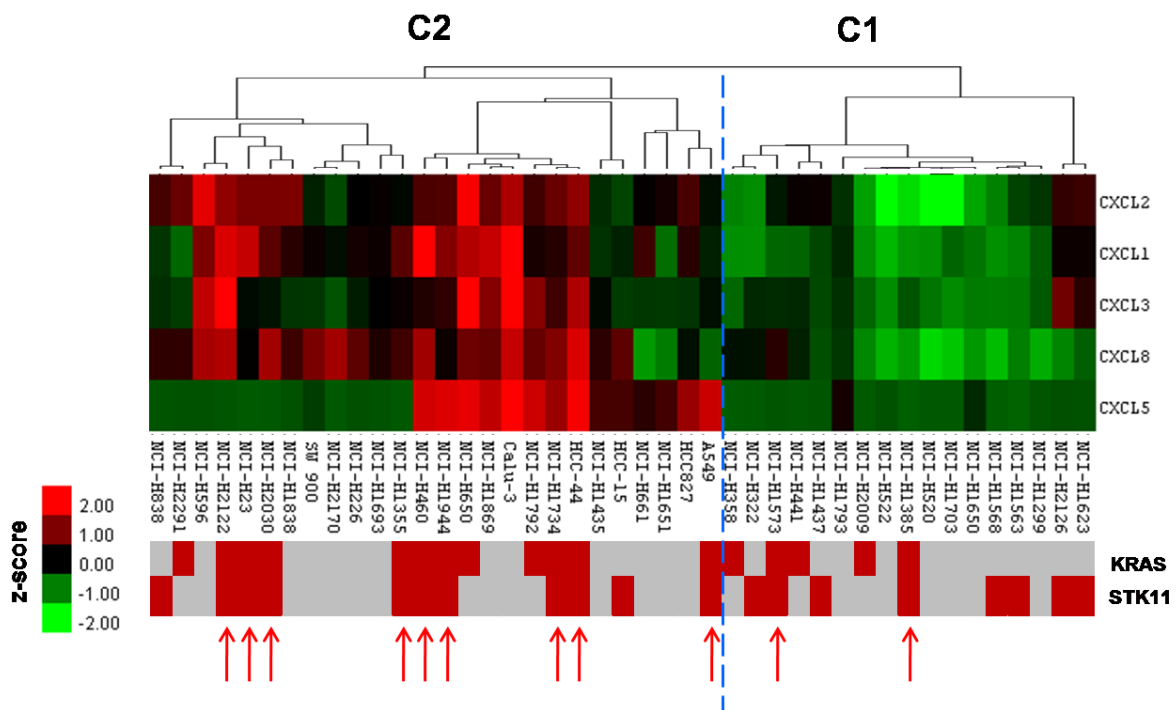 C2
C1
CXCL2
CXCL1
CXCL3
CXCL8
CXCL5
NCI-H838
NCI-H2291
NCI-H596
NCI-H2122
NCI-H23
NCI-H2030
NCI-H1838
SW 900
NCI-H2170
NCI-H226
NCI-H1693
NCI-H1355
NCI-H460
NCI-H1944
NCI-H650
NCI-H1869
Calu-3
NCI-H1792
NCI-H1734
HCC-44
NCI-H1435
HCC-15
NCI-H661
NCI-H1651
HCC827
A549
NCI-H358
NCI-H322
NCI-H1573
NCI-H441
NCI-H1437
NCI-H1793
NCI-H2009
NCI-H522
NCI-H1385
NCI-H520
NCI-H1703
NCI-H1650
NCI-H1568
NCI-H1563
NCI-H1299
NCI-H2126
NCI-H1623
z-score
2.00
1.00
0.00
-1.00
-2.00
KRAS
STK11